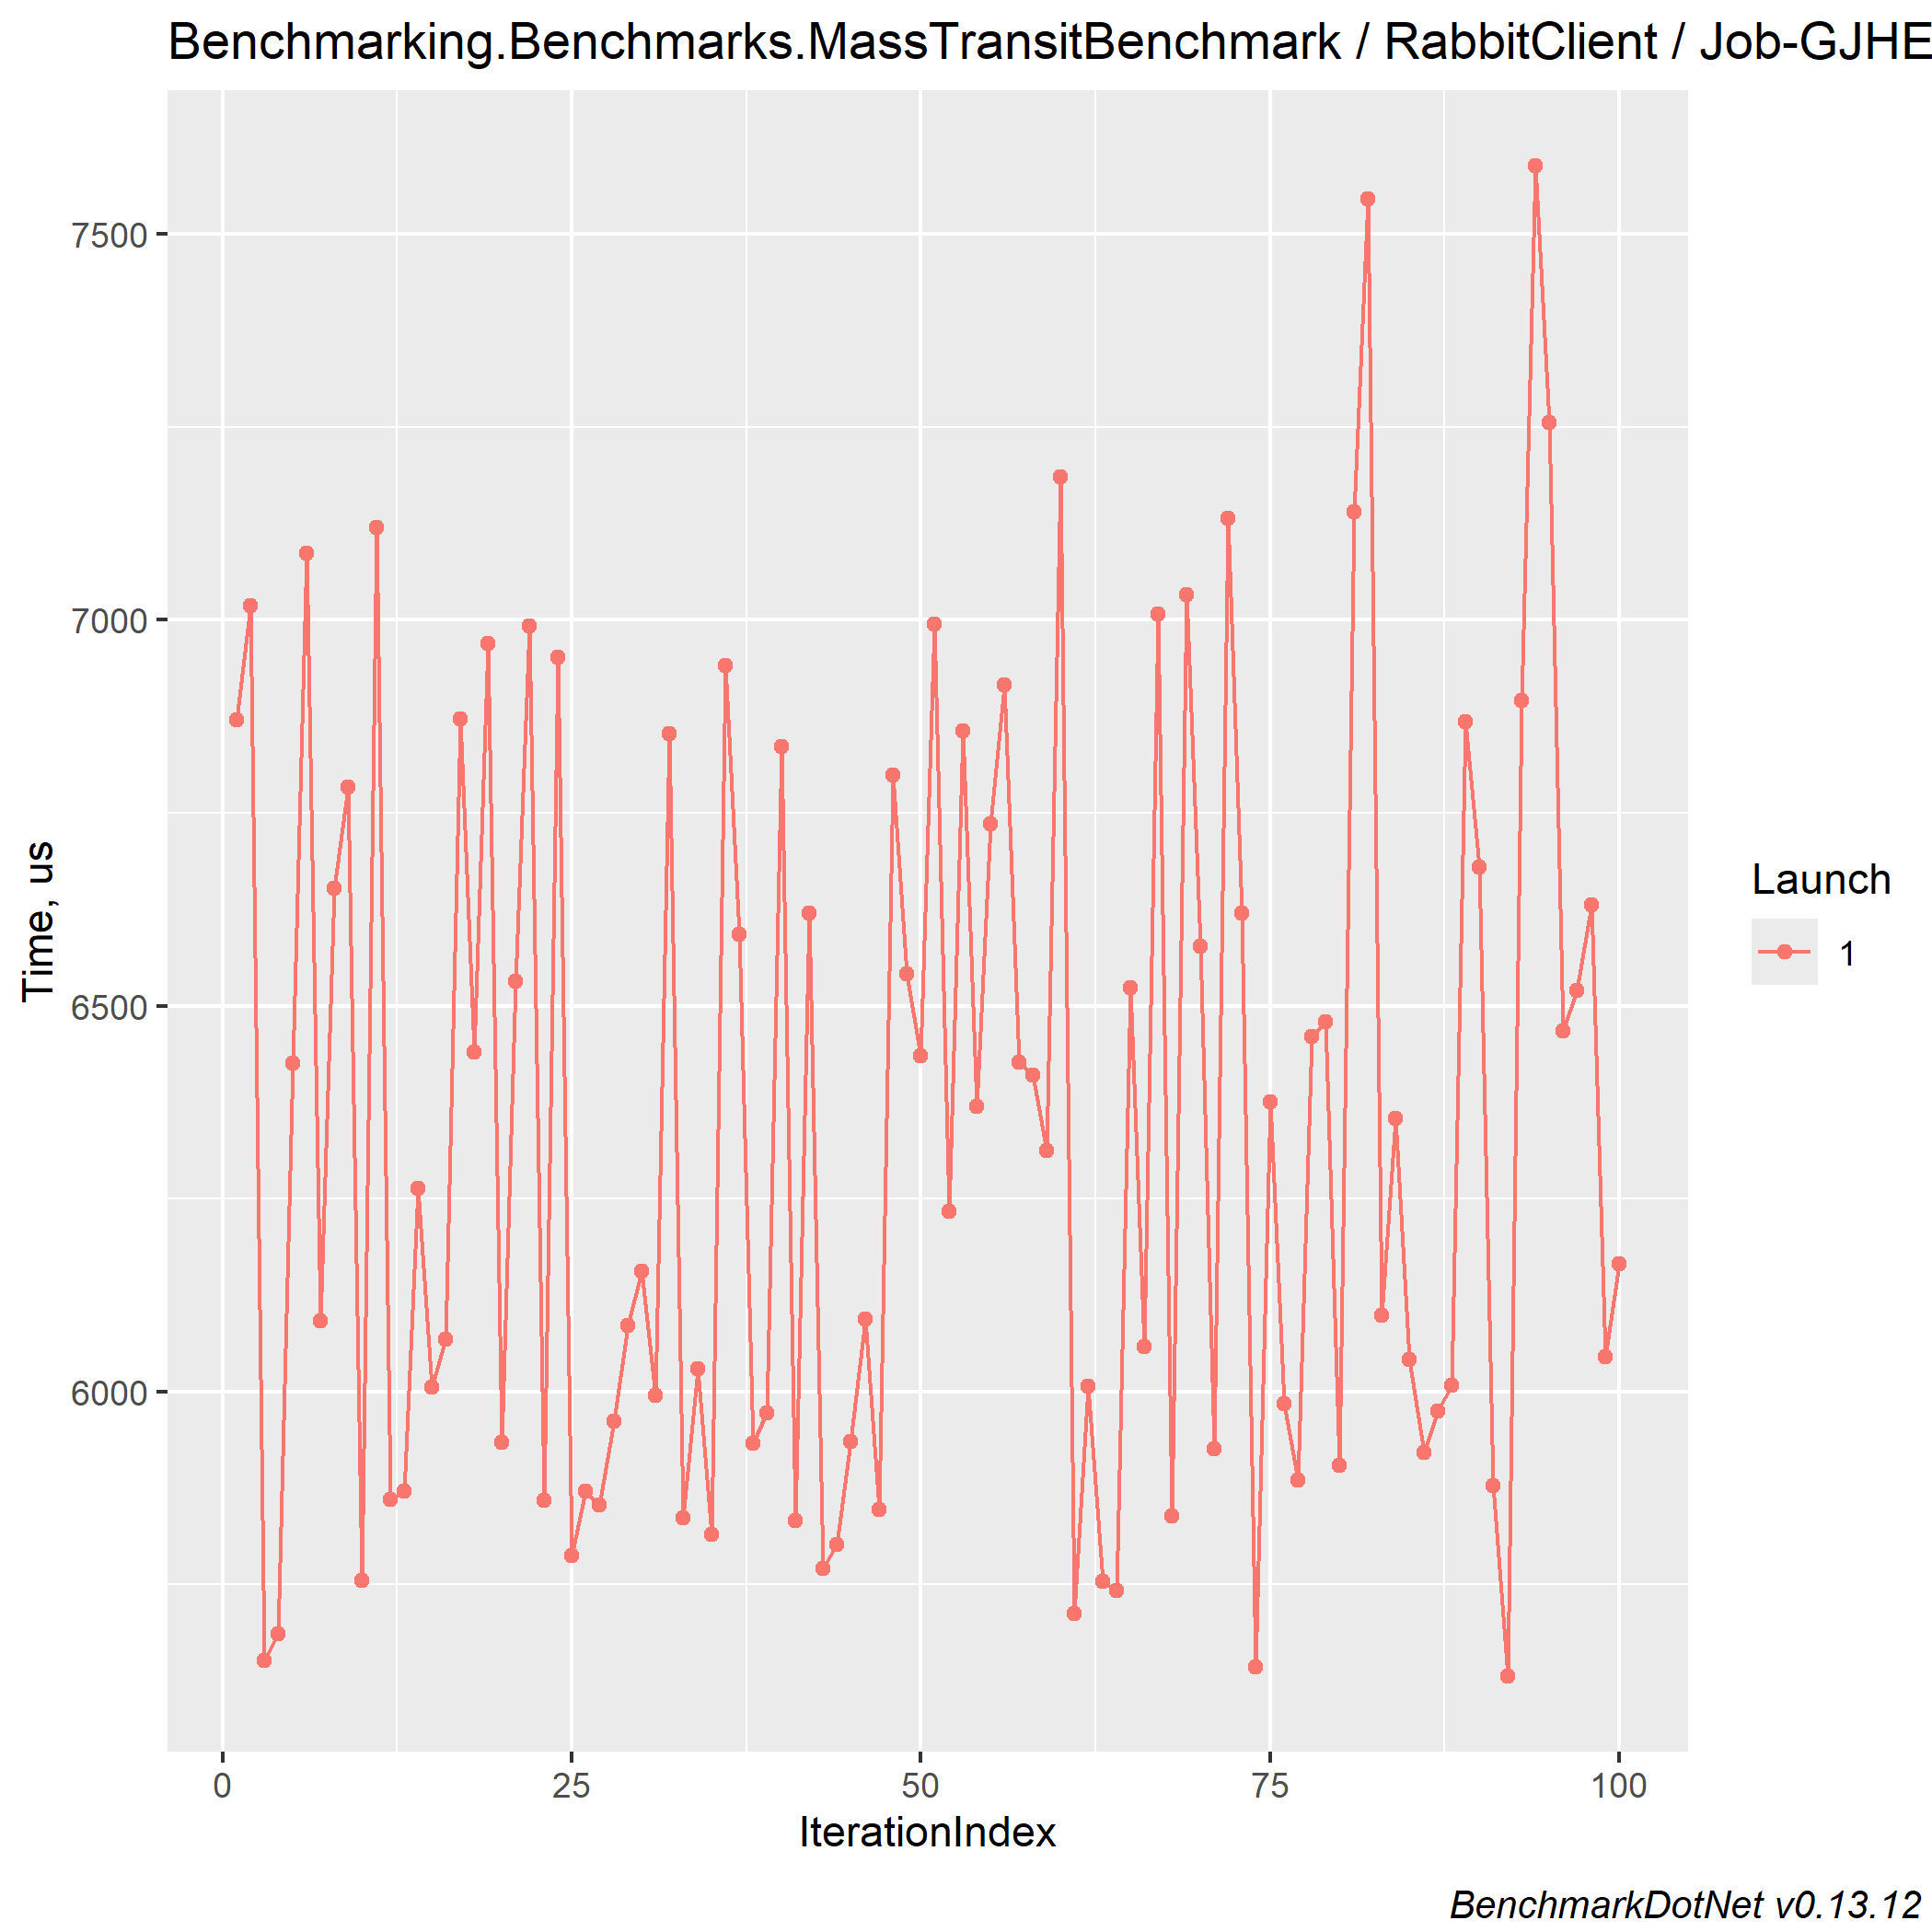 Benchmarking.Benchmarks.MassTransitBenchmark / RabbitClient / Job-GJHE
7500
7000
6500
6000
Time, us
0 25 50 75 100
IterationIndex
Launch
1
BenchmarkDotNet v0.13.12